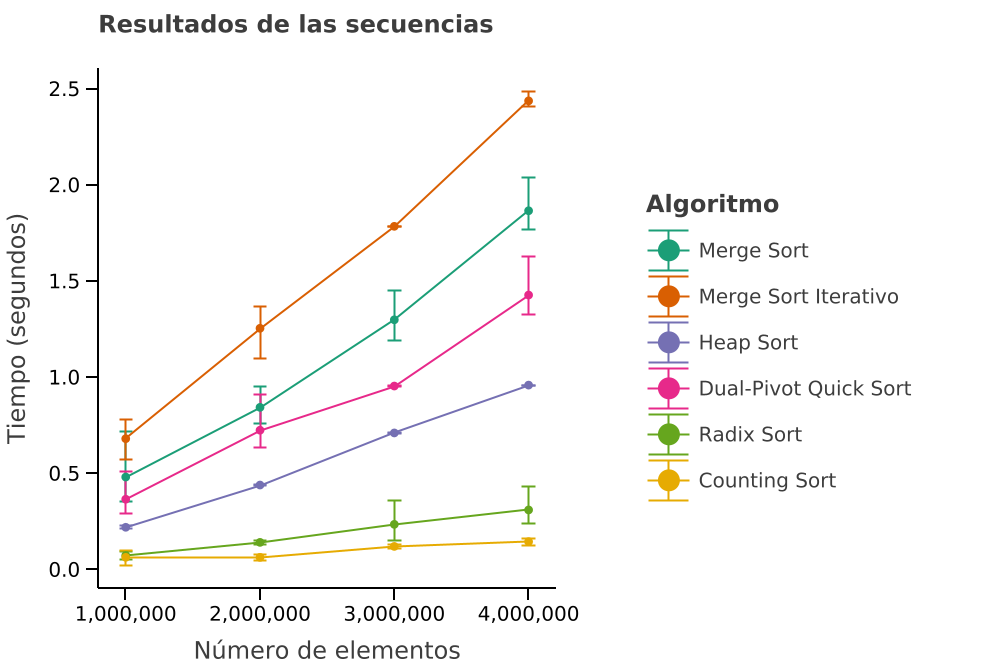 Resultados de las secuencias
Tiempo (segundos)
2.5
2.0
1.5
1.0
0.5
0.0
1,000,000
2,000,000
3,000,000
4,000,000
Número de elementos
Algoritmo
Merge Sort
Merge Sort Iterativo
Heap Sort
Dual-Pivot Quick Sort
Radix Sort
Counting Sort